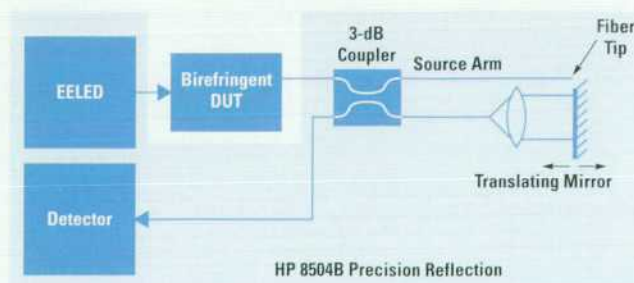 3-dB
Coupler
Fiber
Tip
Source Arm
EELED
Birefringent
DUT
Translating Mirror
Detector
HP 8504B Precision Reflection